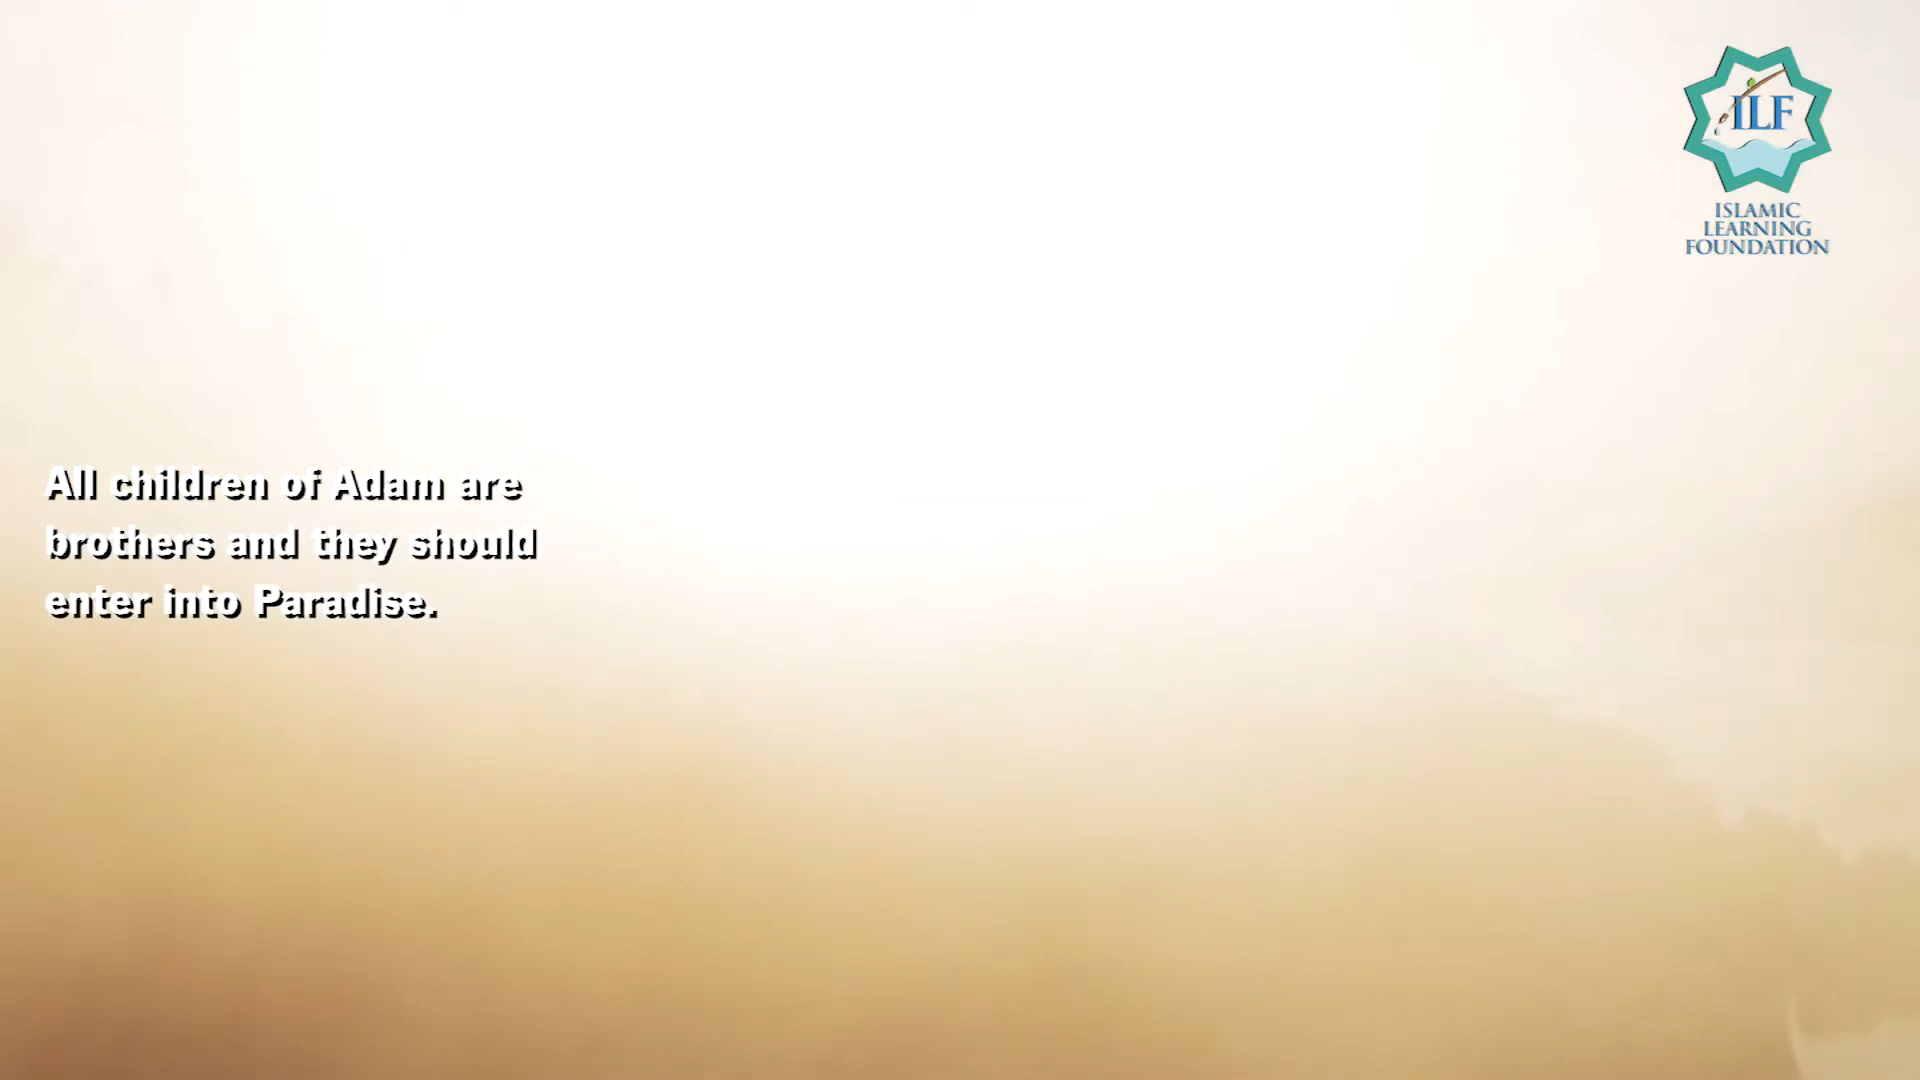 ILF
ISLAMIC
LEARNING
FOUNDATION
All children of Adam are
brothers and they should
enter into Paradise.